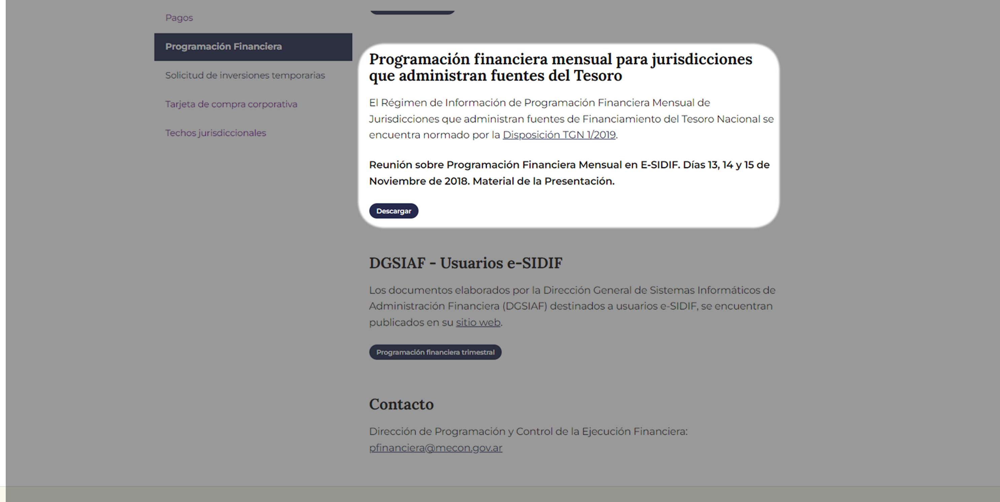 Pagos
Programación Financiera
Solicitud de inversiones temporarias
Tarjeta de compra corporativa
Techos jurisdiccionales
Programación financiera mensual para jurisdicciones
que administran fuentes del Tesoro
El Régimen de Información de Programación Financiera Mensual de
Jurisdicciones que administran fuentes de Financiamiento del Tesoro Nacional se
encuentra normado por la Disposición TGN 1/2019.
Reunión sobre Programación Financiera Mensual en E-SIDIF. Días 13, 14 y 15 de
Noviembre de 2018. Material de la Presentación.
Descargar
DGSIAF - Usuarios e-SIDIF
Los documentos elaborados por la Dirección General de Sistemas Informáticos de
Administración Financiera (DGSIAF) destinados a usuarios e-SIDIF, se encuentran
publicados en su sitio web.
Programación financiera trimestral
Contacto
Dirección de Programación y Control de la Ejecución Financiera:
pfinanciera@mecon.gov.ar